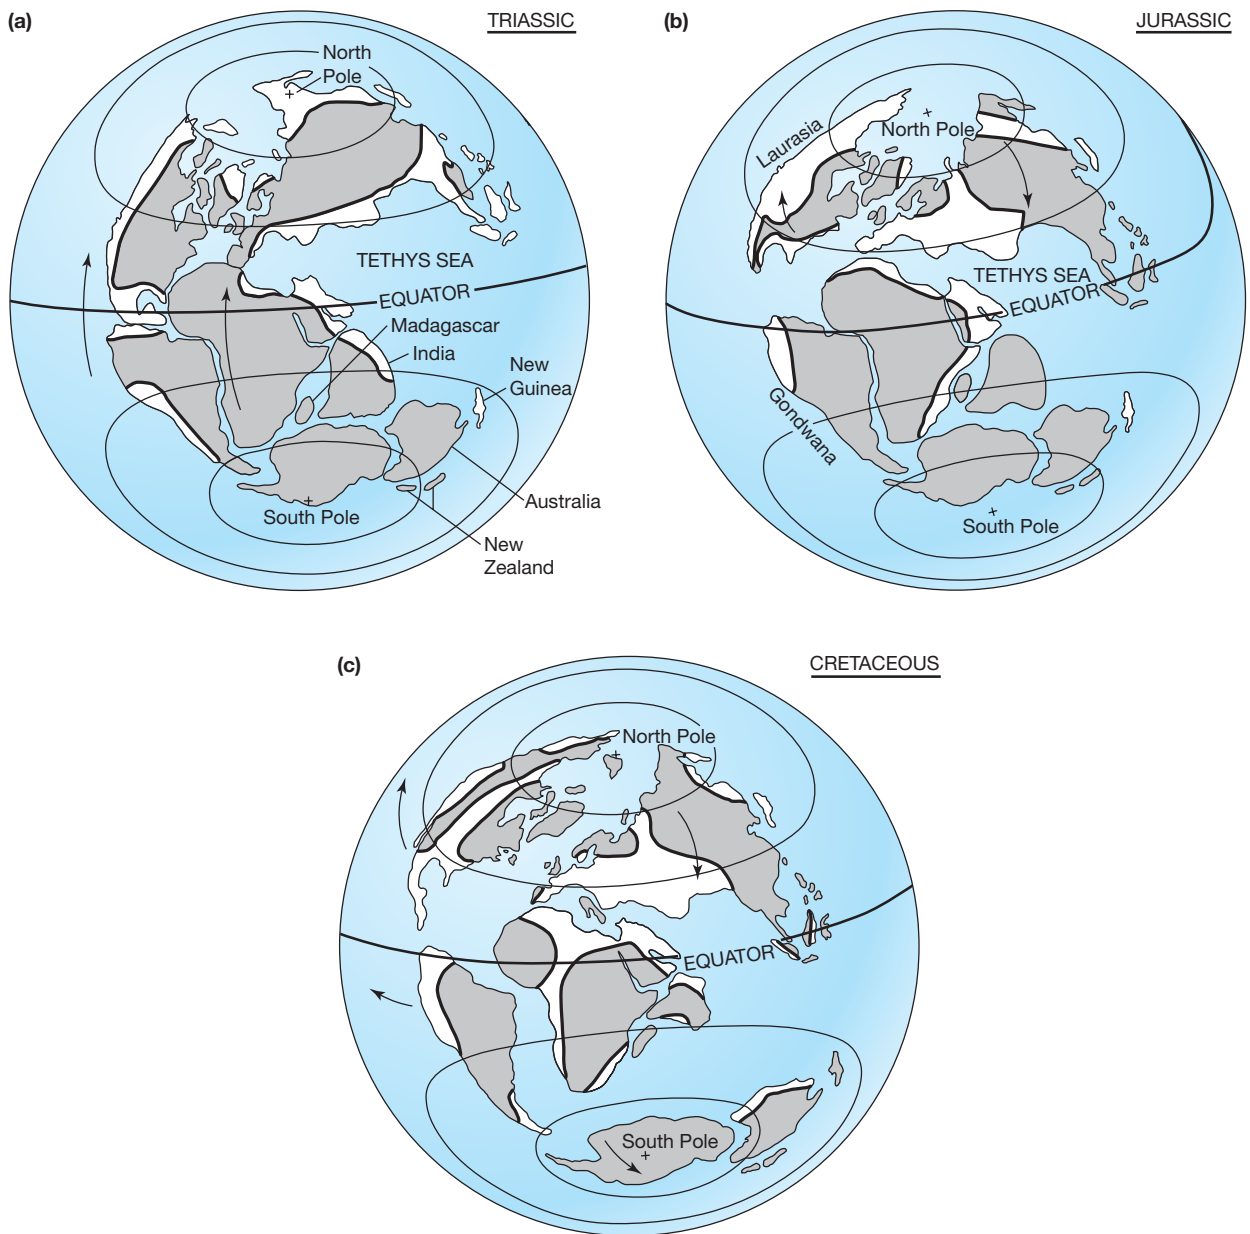 (a)
TRIASSIC
North
Pole
TETHYS SEA
EQUATOR
Madagascar
India
New
Guinea
Australia
South Pole
New
Zealand
(b)
JURASSIC
Laurasia
North Pole
TETHYS SEA
EQUATOR
Gondwana
South Pole
(c)
CRETACEOUS
North Pole
EQUATOR
South Pole